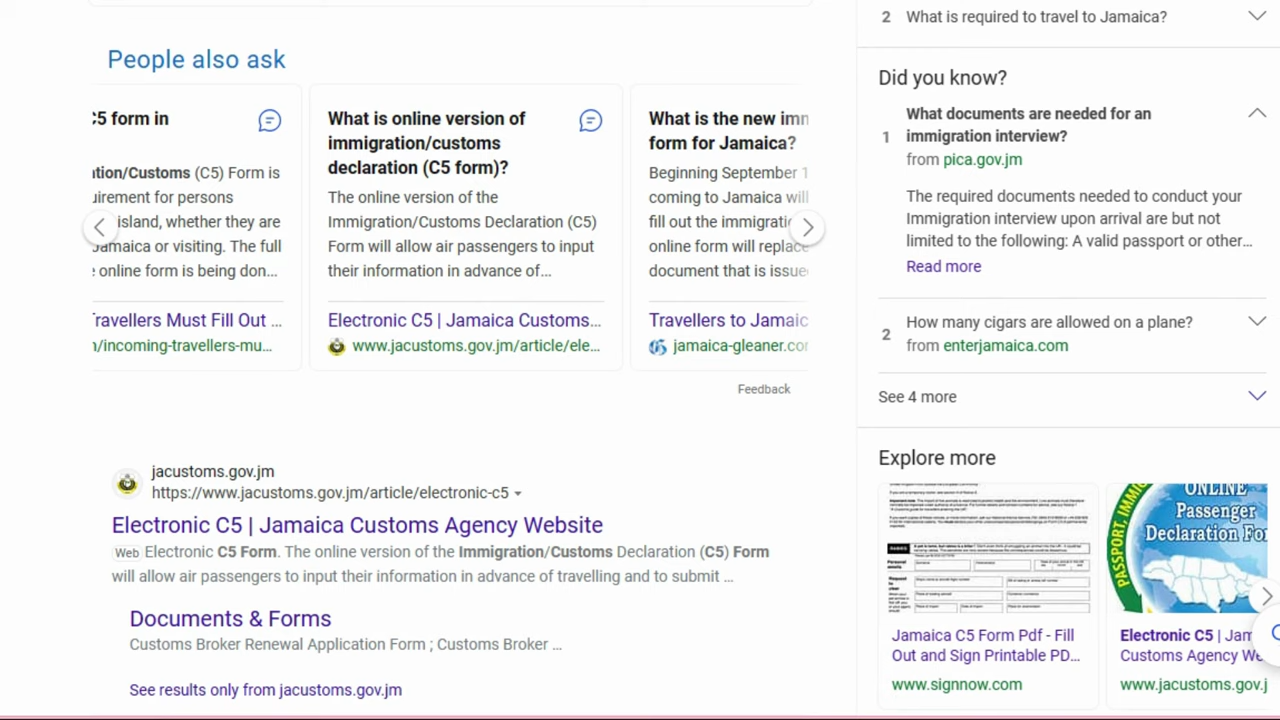 People also ask
C5 form in
ation/Customs (C5) Form is
uirement for persons
island, whether they are
Jamaica or visiting. The full
online form is being don...
Travellers Must Fill Out ...
/incoming-travellers-mu...
What is online version of
immigration/customs
declaration (C5 form)?
The online version of the
Immigration/Customs Declaration (C5)
Form will allow air passengers to input
their information in advance of...
Electronic C5 | Jamaica Customs...
www.jacustoms.gov.jm/article/ele...
What is the new imm
form for Jamaica?
Beginning September 1
coming to Jamaica will
fill out the immigrati
online form will replac
document that is issue
Travellers to Jamaic
jamaica-gleaner.co
Feedback
jacustoms.gov.jm
https://www.jacustoms.gov.jm/article/electronic-c5
Electronic C5 | Jamaica Customs Agency Website
Web Electronic C5 Form. The online version of the Immigration/Customs Declaration (C5) Form
will allow air passengers to input their information in advance of travelling and to submit ...
Documents & Forms
Customs Broker Renewal Application Form ; Customs Broker ...
See results only from jacustoms.gov.jm
2 What is required to travel to Jamaica?
Did you know?
1 What documents are needed for an
immigration interview?
from pica.gov.jm
The required documents needed to conduct your
Immigration interview upon arrival are but not
limited to the following: A valid passport or other...
Read more
2 How many cigars are allowed on a plane?
from enterjamaica.com
See 4 more
Explore more
Jamaica C5 Form Pdf - Fill
Out and Sign Printable PD...
www.signnow.com
ONLINE
Passenger
Declaration Fo
PASSPORT, IMMIG
Electronic C5 | Jam
Customs Agency We
www.jacustoms.gov.j